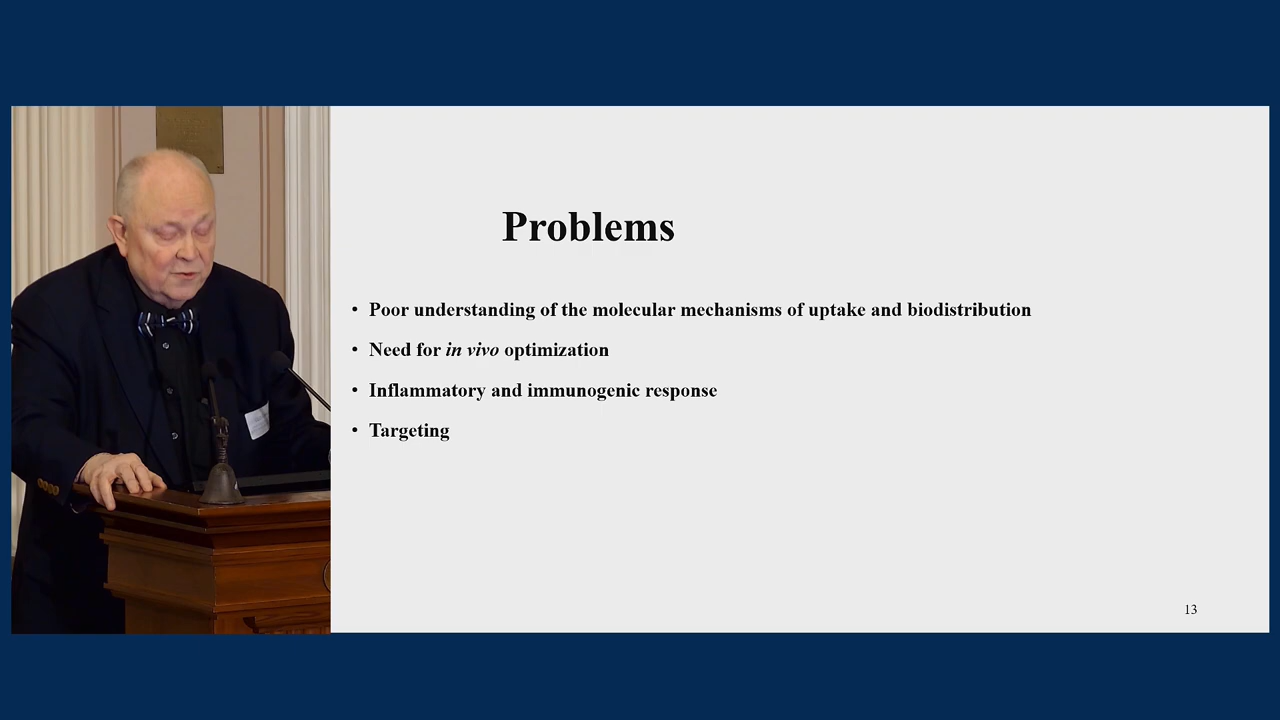 Problems
• Poor understanding of the molecular mechanisms of uptake and biodistribution
• Need for in vivo optimization
• Inflammatory and immunogenic response
• Targeting
13